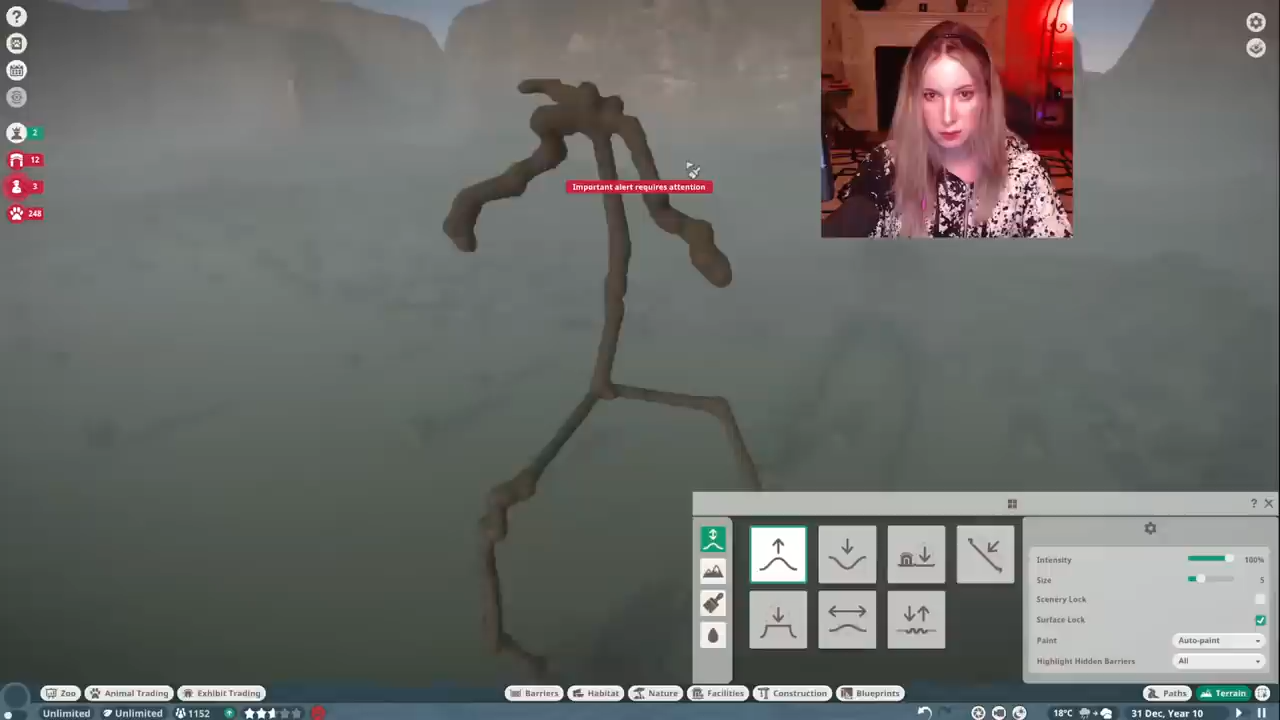 2
12
Important alert requires attention
3
248
?
Intensity 100%
Size 5
Scenery Lock
Surface Lock
Paint Auto-paint
Highlight Hidden Barriers All
Zoo Animal Trading Exhibit Trading Barriers Habitat Nature Facilities Construction Blueprints Paths Terrain
Unlimited Unlimited 1152 18°C 31 Dec, Year 10